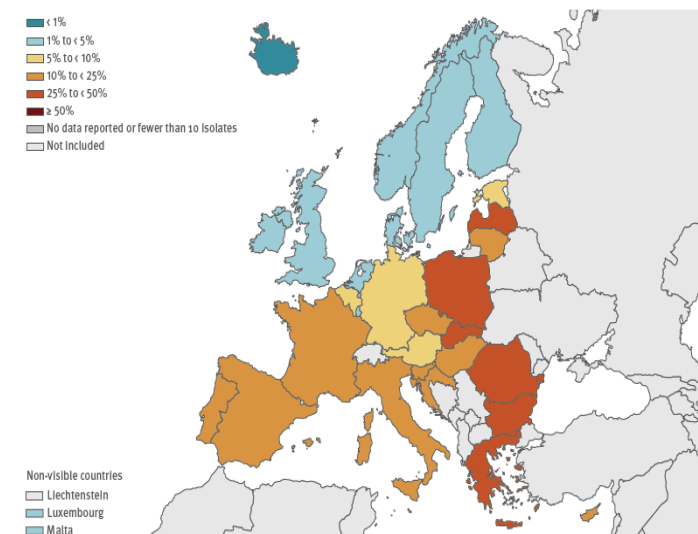 < 1%
1% to < 5%
5% to < 10%
10% to < 25%
25% to < 50%
≥ 50%
No data reported or fewer than 10 isolates
Not included
Non-visible countries
Liechtenstein
Luxembourg
Malta